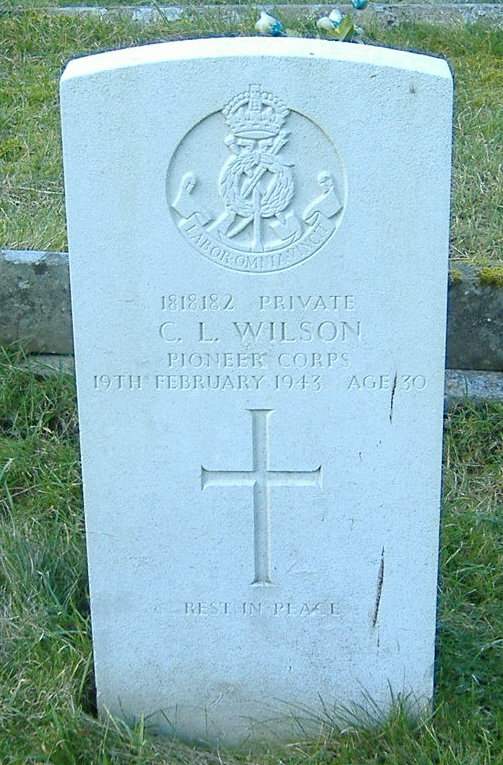 LABOR·OMNIA·VINCIT
1818182 PRIVATE
C. L. WILSON
PIONEER CORPS
19TH FEBRUARY 1943 AGE 30
REST IN PEACE